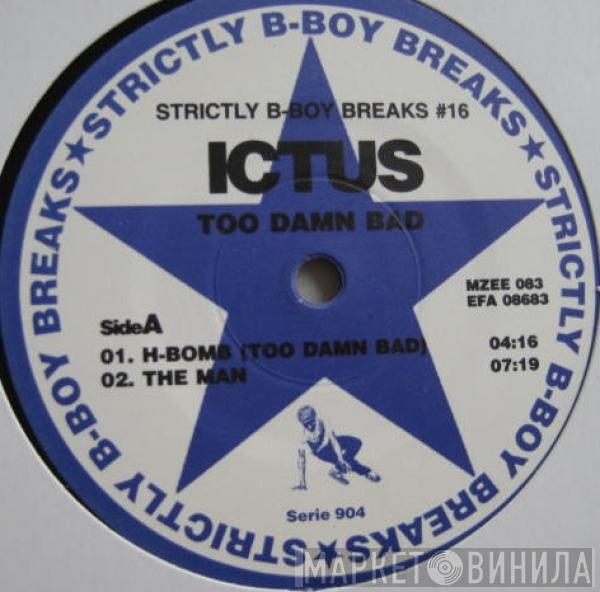 STRICTLY B-BOY BREAKS★STRICTLY B-BOY BREAKS★STRICTLY B-BOY BREAKS★
STRICTLY B-BOY BREAKS #16
ICTUS
TOO DAMN BAD
MZEE 083
EFA 08683
Side A
01. H-BOMB (TOO DAMN BAD) 04:16
02. THE MAN 07:19
Serie 904
МАРКЕТ ВИНИЛА